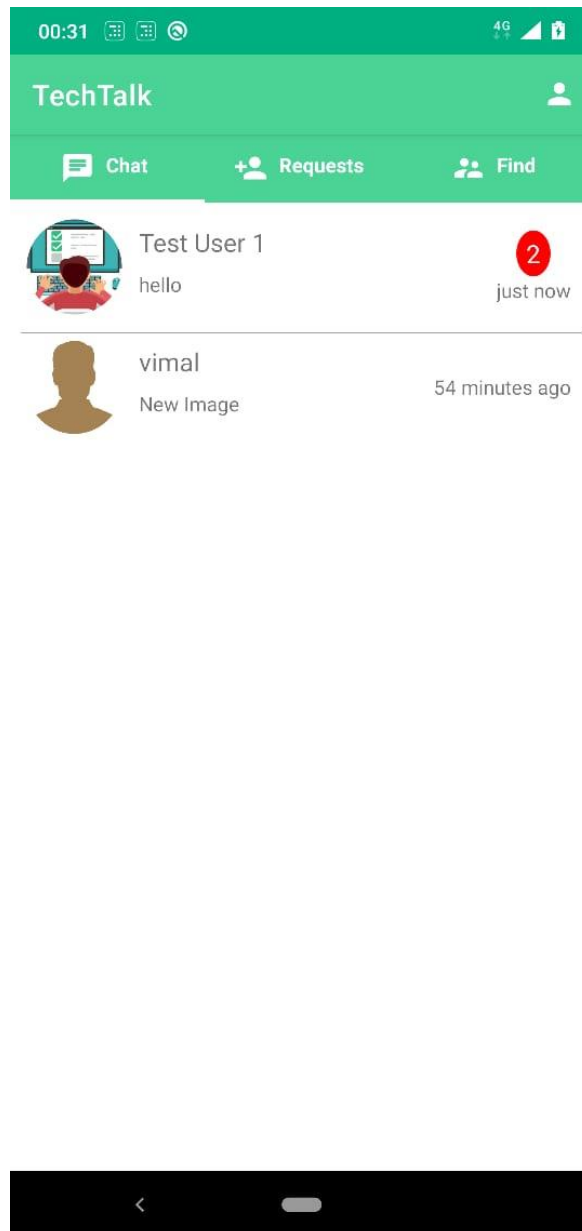 00:31 4G
TechTalk
Chat Requests Find
Test User 1
2
hello
just now
vimal
54 minutes ago
New Image